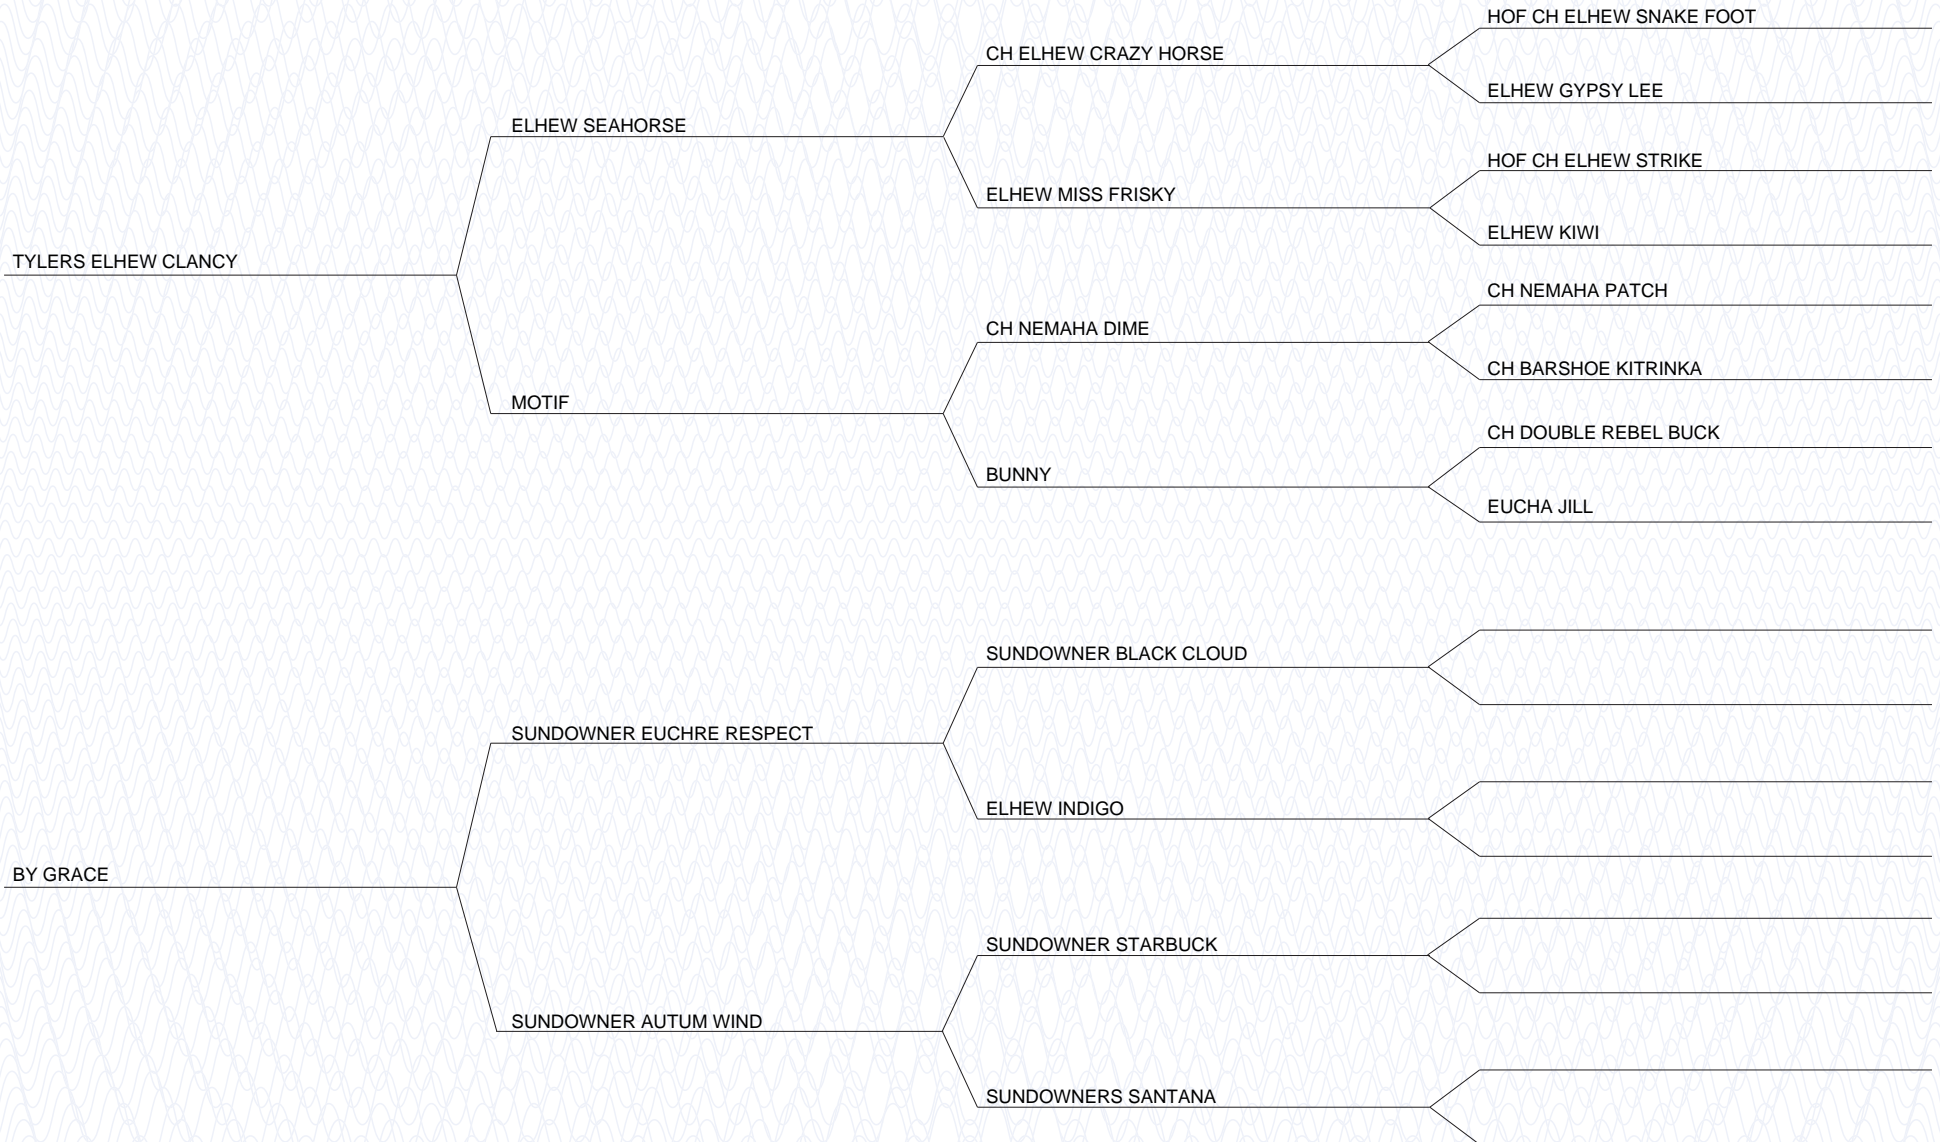 HOF CH ELHEW SNAKE FOOT
CH ELHEW CRAZY HORSE
ELHEW GYPSY LEE
ELHEW SEAHORSE
HOF CH ELHEW STRIKE
ELHEW MISS FRISKY
ELHEW KIWI
TYLERS ELHEW CLANCY
CH NEMAHA PATCH
CH NEMAHA DIME
CH BARSHOE KITRINKA
MOTIF
CH DOUBLE REBEL BUCK
BUNNY
EUCHA JILL
SUNDOWNER BLACK CLOUD
SUNDOWNER EUCHRE RESPECT
ELHEW INDIGO
BY GRACE
SUNDOWNER STARBUCK
SUNDOWNER AUTUM WIND
SUNDOWNERS SANTANA